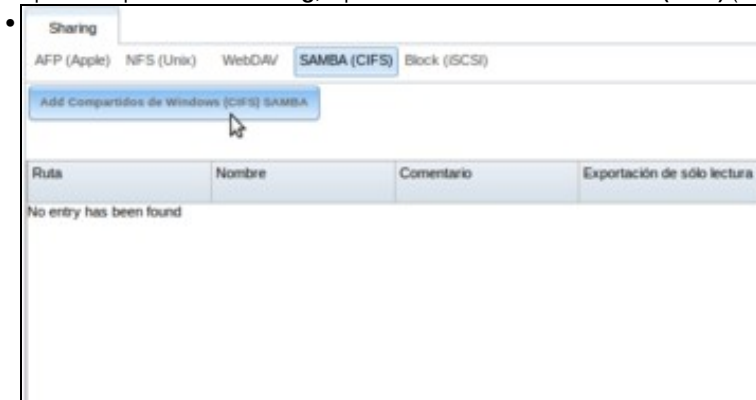 Sharing
AFP (Apple) NFS (Unix) WebDAV SAMBA (CIFS) Block (iSCSI)
Add Compartidos de Windows (CIFS) SAMBA
Ruta Nombre Comentario Exportación de sólo lectura
No entry has been found